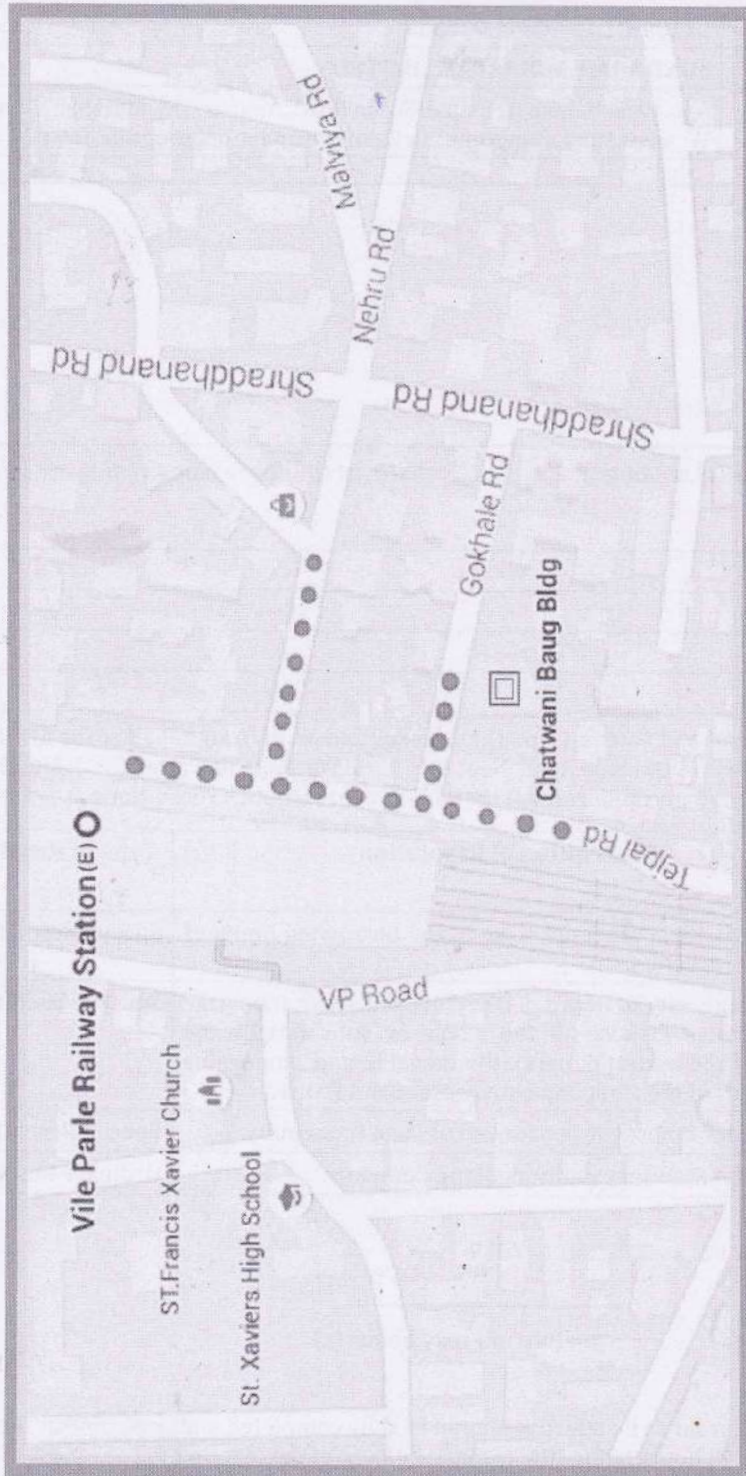 Vile Parle Railway Station(E)
ST.Francis Xavier Church
St. Xaviers High School
VP Road
Tejpal Rd
Chatwani Baug Bldg
Gokhale Rd
Nehru Rd
Malviya Rd
Shraddhanand Rd
Shraddhanand Rd